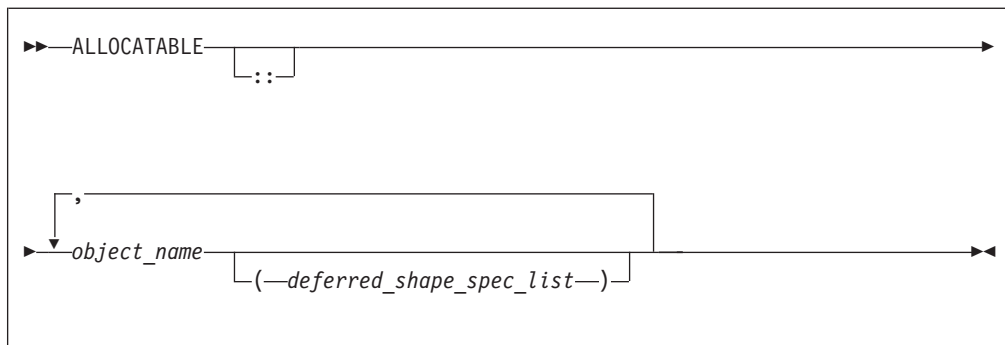 ALLOCATABLE
::
,
object_name
(deferred_shape_spec_list)